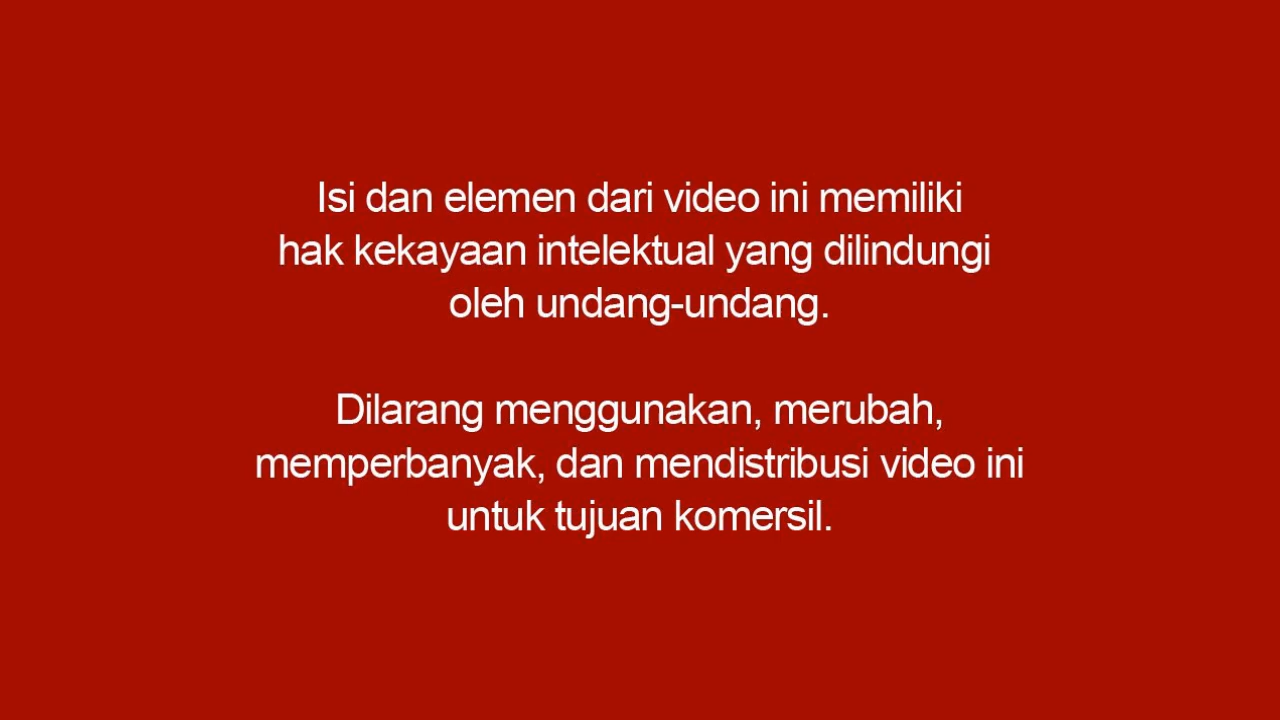 Isi dan elemen dari video ini memiliki
hak kekayaan intelektual yang dilindungi
oleh undang-undang.
Dilarang menggunakan, merubah,
memperbanyak, dan mendistribusi video ini
untuk tujuan komersil.